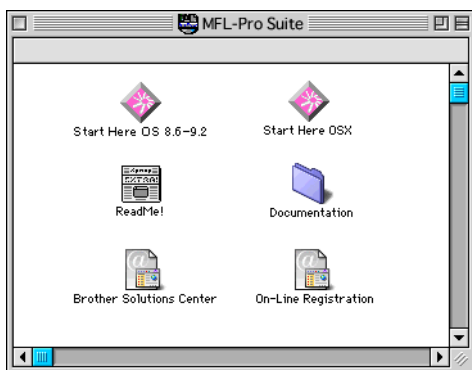 MFL-Pro Suite
Start Here OS 8.6-9.2
Start Here OSX
EXTRA!
ReadMe!
Documentation
Brother Solutions Center
On-Line Registration